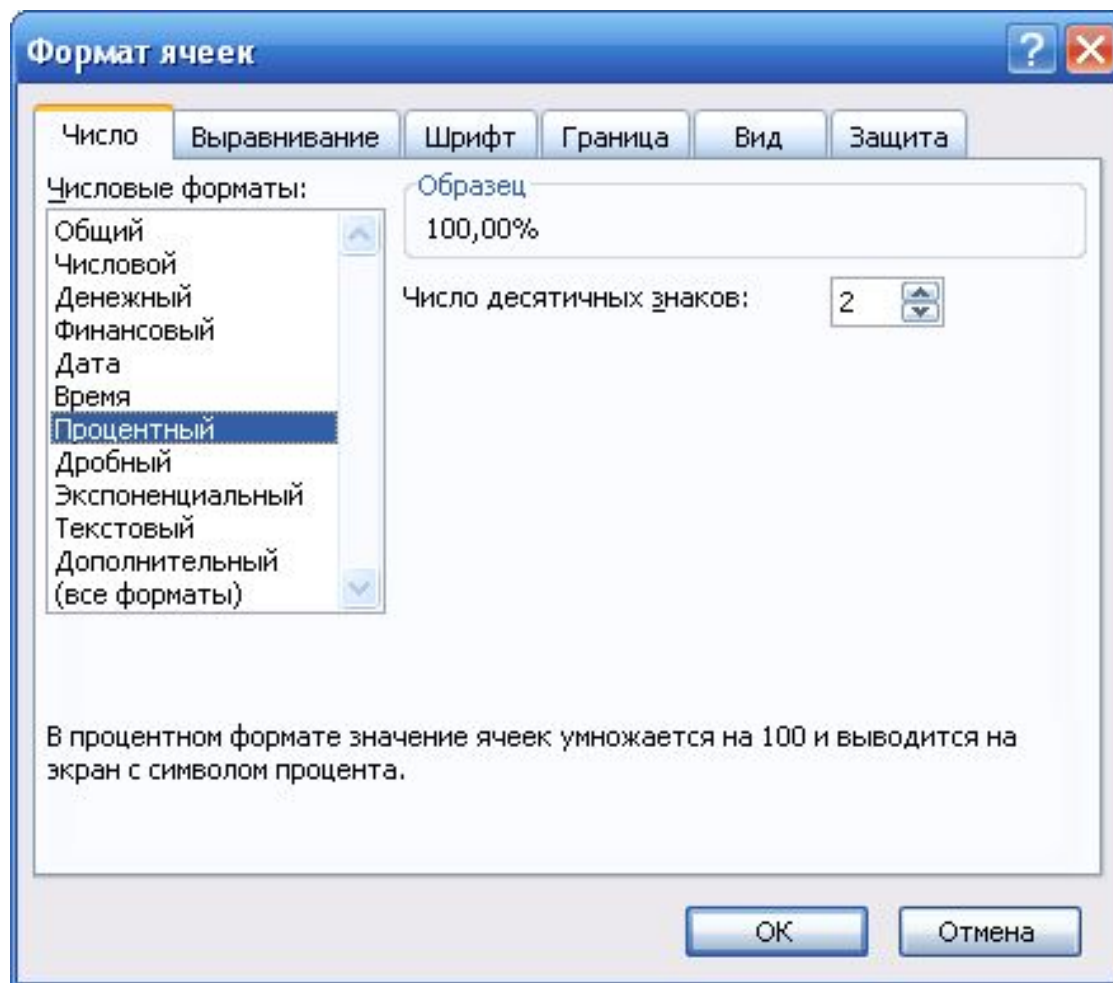 Формат ячеек
Число
Выравнивание
Шрифт
Граница
Вид
Защита
Числовые форматы:
Общий
Числовой
Денежный
Финансовый
Дата
Время
Процентный
Дробный
Экспоненциальный
Текстовый
Дополнительный
(все форматы)
Образец
100,00%
Число десятичных знаков:
2
В процентном формате значение ячеек умножается на 100 и выводится на
экран с символом процента.
ОК
Отмена